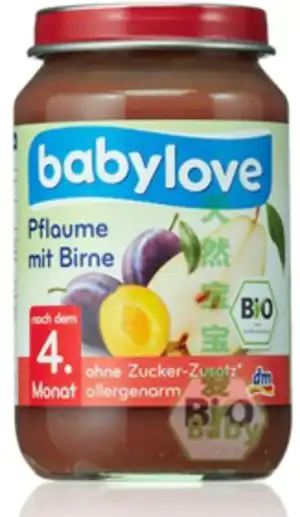 babylove
Pflaume
mit Birne
BIO
nach dem
4.
Monat
ohne Zucker-Zusatz*
allergenarm
dm
天然宝宝爱
BIO
BaBy